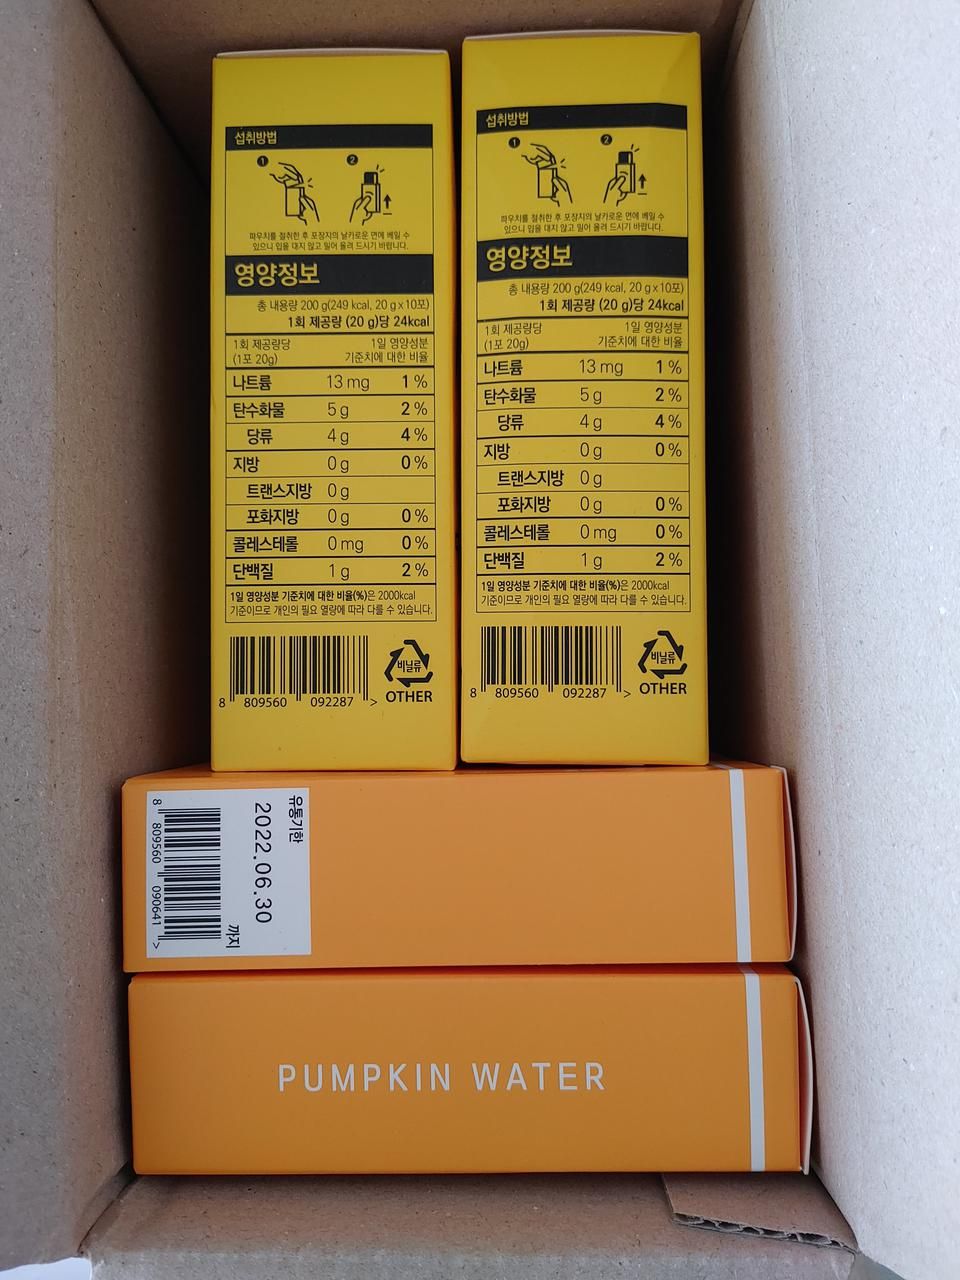 섭취방법
1 2
파우치를 절취한 후 포장지의 날카로운 면에 베일 수
있으니 입을 대지 않고 밀어 올려 드시기 바랍니다.
영양정보
총 내용량 200 g(249 kcal, 20 g x 10포)
1회 제공량 (20 g)당 24kcal
1회 제공량당 1일 영양성분
(1포 20g) 기준치에 대한 비율
나트륨 13 mg 1 %
탄수화물 5 g 2 %
당류 4 g 4 %
지방 0 g 0 %
트랜스지방 0 g
포화지방 0 g 0 %
콜레스테롤 0 mg 0 %
단백질 1 g 2 %
1일 영양성분 기준치에 대한 비율(%)은 2000kcal
기준이므로 개인의 필요 열량에 따라 다를 수 있습니다.
비닐류
8 809560 092287 >
OTHER
섭취방법
1 2
파우치를 절취한 후 포장지의 날카로운 면에 베일 수
있으니 입을 대지 않고 밀어 올려 드시기 바랍니다.
영양정보
총 내용량 200 g(249 kcal, 20 g x 10포)
1회 제공량 (20 g)당 24kcal
1회 제공량당 1일 영양성분
(1포 20g) 기준치에 대한 비율
나트륨 13 mg 1 %
탄수화물 5 g 2 %
당류 4 g 4 %
지방 0 g 0 %
트랜스지방 0 g
포화지방 0 g 0 %
콜레스테롤 0 mg 0 %
단백질 1 g 2 %
1일 영양성분 기준치에 대한 비율(%)은 2000kcal
기준이므로 개인의 필요 열량에 따라 다를 수 있습니다.
비닐류
8 809560 092287 >
OTHER
유통기한
2022.06.30
까지
8 809560 090641 >
PUMPKIN WATER